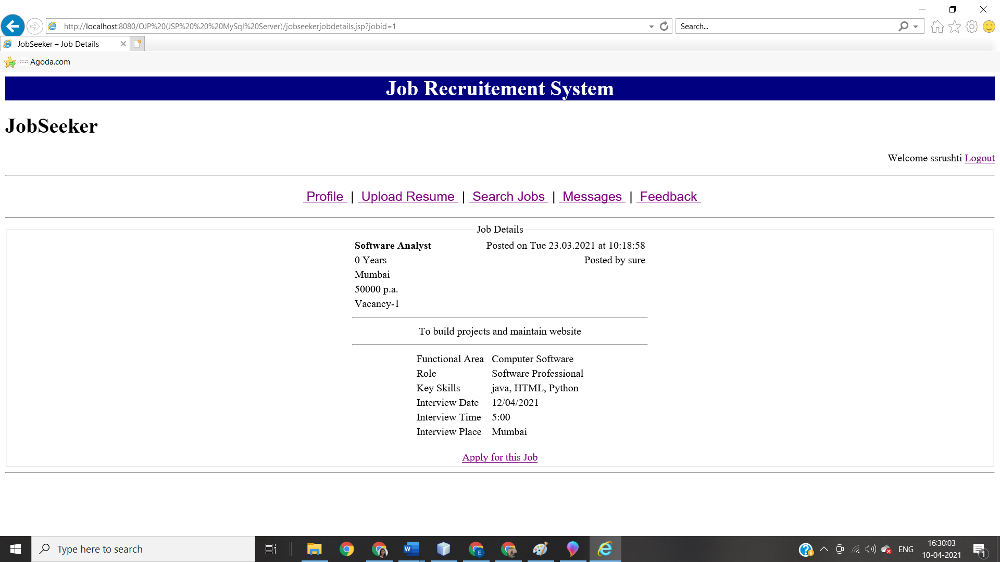 http://localhost:8080/OJP%20(JSP%20%20%20MySql%20Server)/jobseekerjobdetails.jsp?jobid=1
Search...
JobSeeker – Job Details
Agoda.com
Job Recruitement System
JobSeeker
Welcome ssrushti Logout
Profile | Upload Resume | Search Jobs | Messages | Feedback
Job Details
Software Analyst Posted on Tue 23.03.2021 at 10:18:58
0 Years Posted by sure
Mumbai
50000 p.a.
Vacancy-1
To build projects and maintain website
Functional Area Computer Software
Role Software Professional
Key Skills java, HTML, Python
Interview Date 12/04/2021
Interview Time 5:00
Interview Place Mumbai
Apply for this Job
Type here to search
ENG
16:30:03
10-04-2021
1